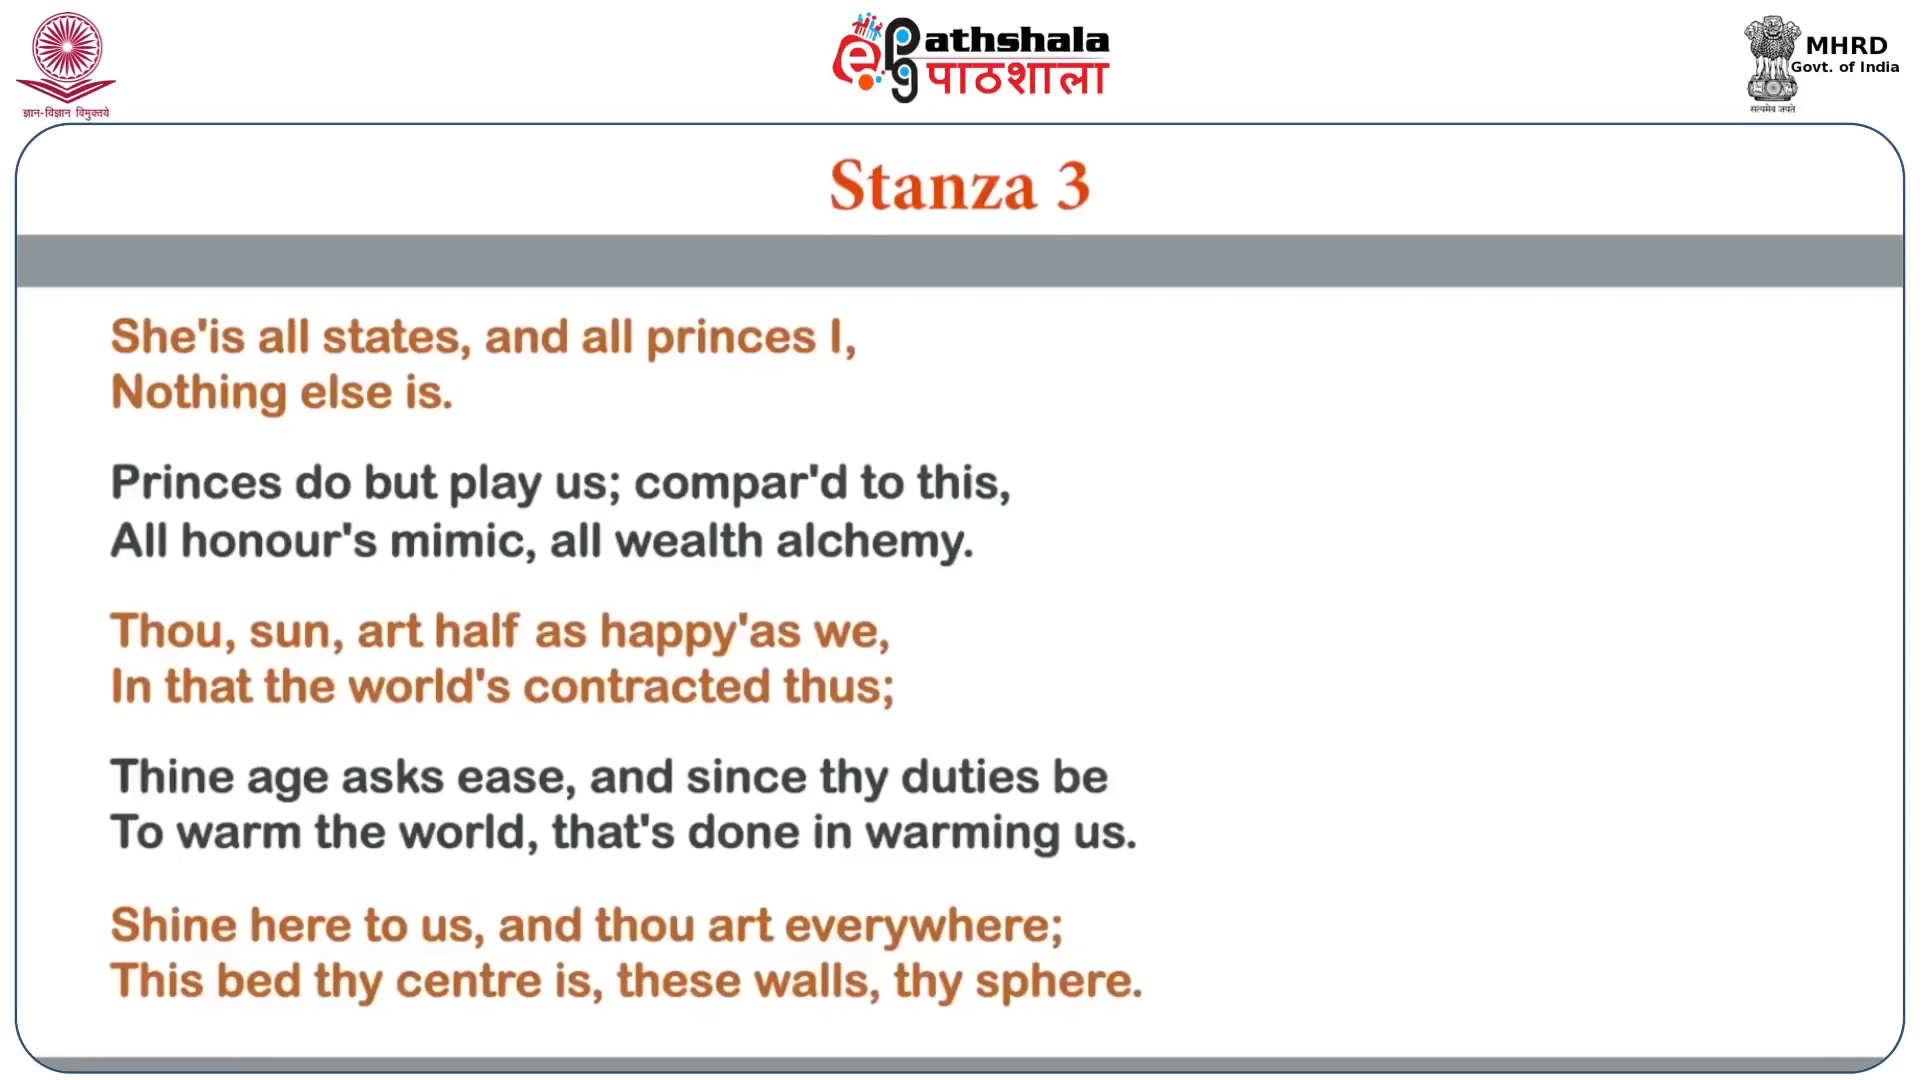 ज्ञान-विज्ञान विमुक्तये
ePG Pathshala
पाठशाला
MHRD
Govt. of India
सत्यमेव जयते
Stanza 3
She'is all states, and all princes I,
Nothing else is.
Princes do but play us; compar'd to this,
All honour's mimic, all wealth alchemy.
Thou, sun, art half as happy'as we,
In that the world's contracted thus;
Thine age asks ease, and since thy duties be
To warm the world, that's done in warming us.
Shine here to us, and thou art everywhere;
This bed thy centre is, these walls, thy sphere.